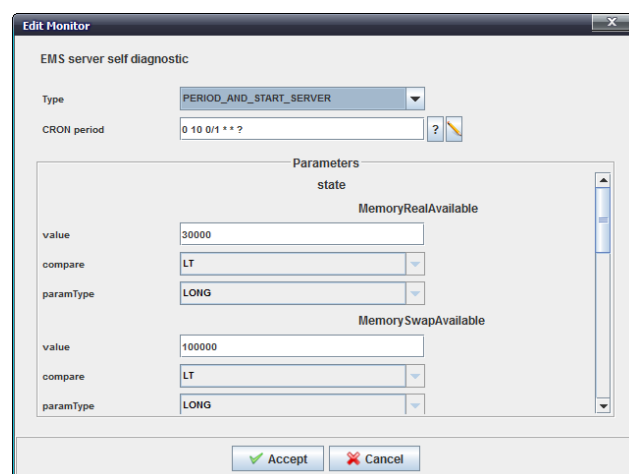 Edit Monitor
x
EMS server self diagnostic
Type PERIOD_AND_START_SERVER
CRON period 0 10 0/1 * * ? ?
Parameters
state
MemoryRealAvailable
value 30000
compare LT
paramType LONG
MemorySwapAvailable
value 100000
compare LT
paramType LONG
Accept Cancel